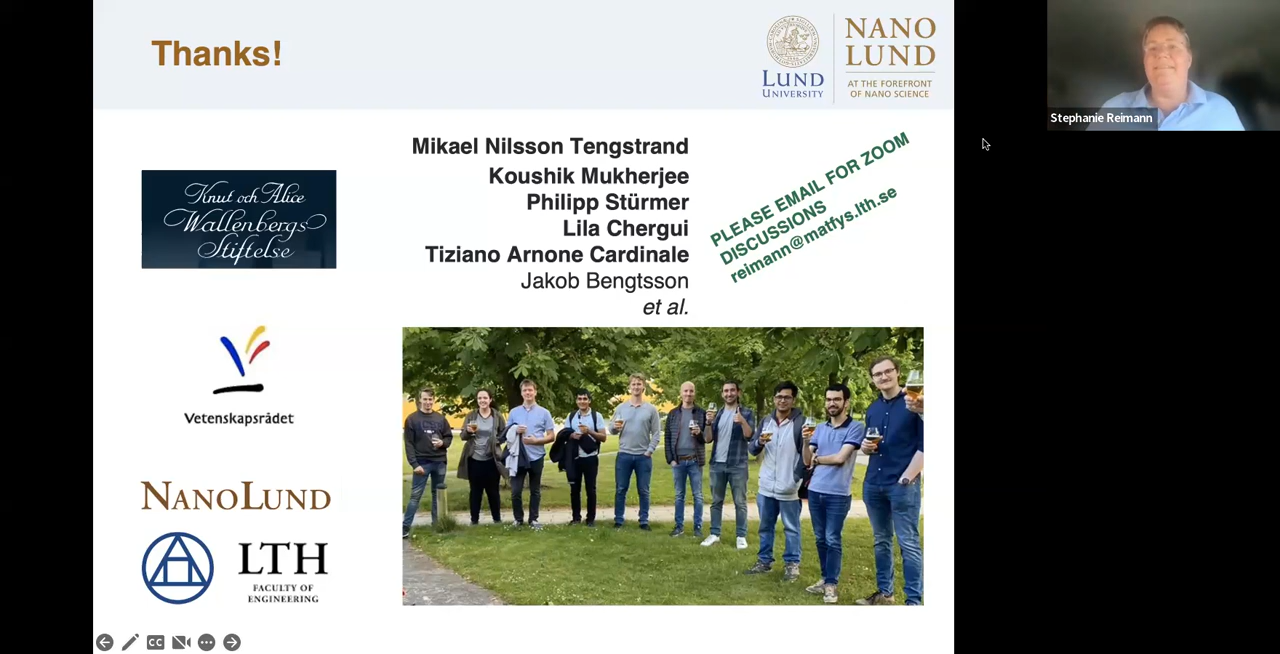 Thanks!
LUND
UNIVERSITY
NANO
LUND
AT THE FOREFRONT
OF NANO SCIENCE
Stephanie Reimann
Mikael Nilsson Tengstrand
Koushik Mukherjee
Philipp Stürmer
Lila Chergui
Tiziano Arnone Cardinale
Jakob Bengtsson
et al.
PLEASE EMAIL FOR ZOOM
DISCUSSIONS
reimann@matfys.lth.se
Knut och Alice
Wallenbergs
Stiftelse
Vetenskapsrådet
NANOLUND
LTH
FACULTY OF
ENGINEERING
CC